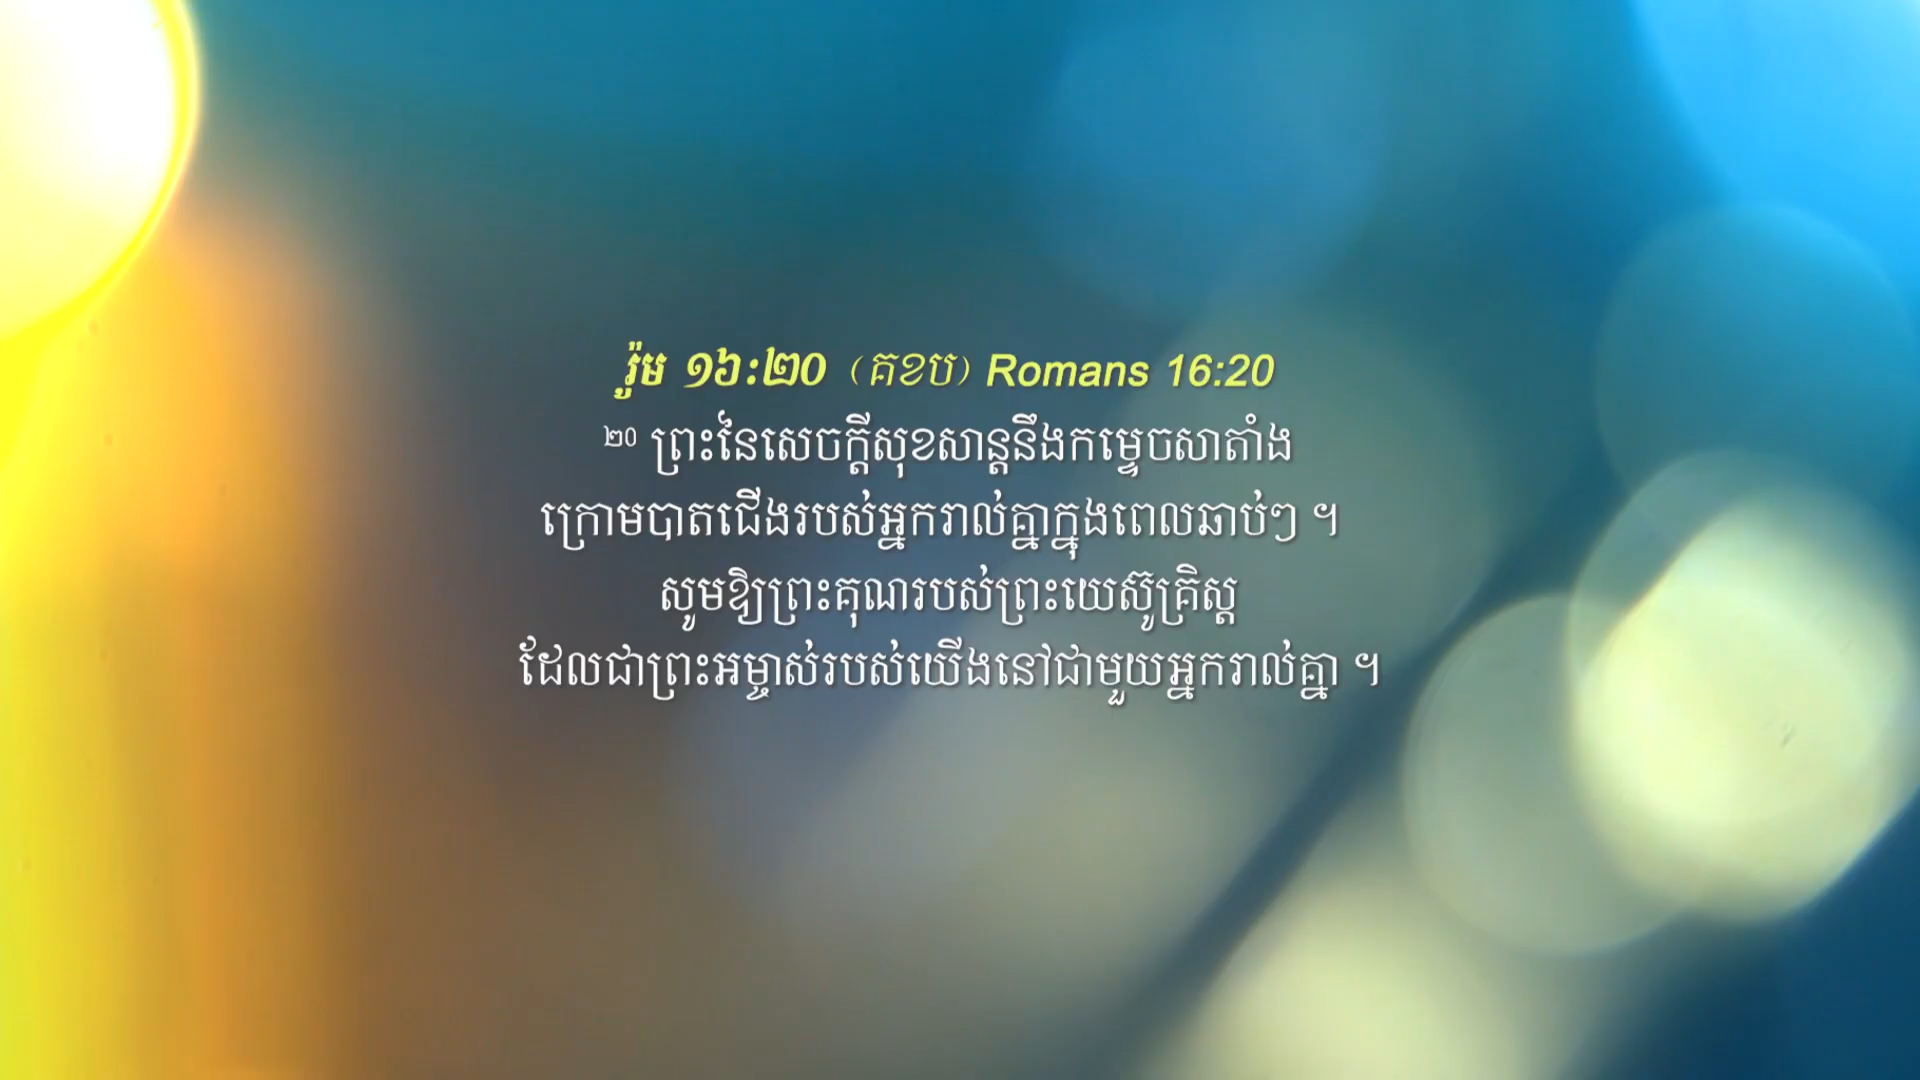 រ៉ូម ១៦:២០ (គខប) Romans 16:20
២០ ព្រះនៃសេចក្ដីសុខសាន្តនឹងកម្ទេចសាតាំង
ក្រោមបាតជើងរបស់អ្នករាល់គ្នាក្នុងពេលឆាប់ៗ ។
សូមឱ្យព្រះគុណរបស់ព្រះយេស៊ូគ្រិស្ត
ដែលជាព្រះអម្ចាស់របស់យើងនៅជាមួយអ្នករាល់គ្នា ។